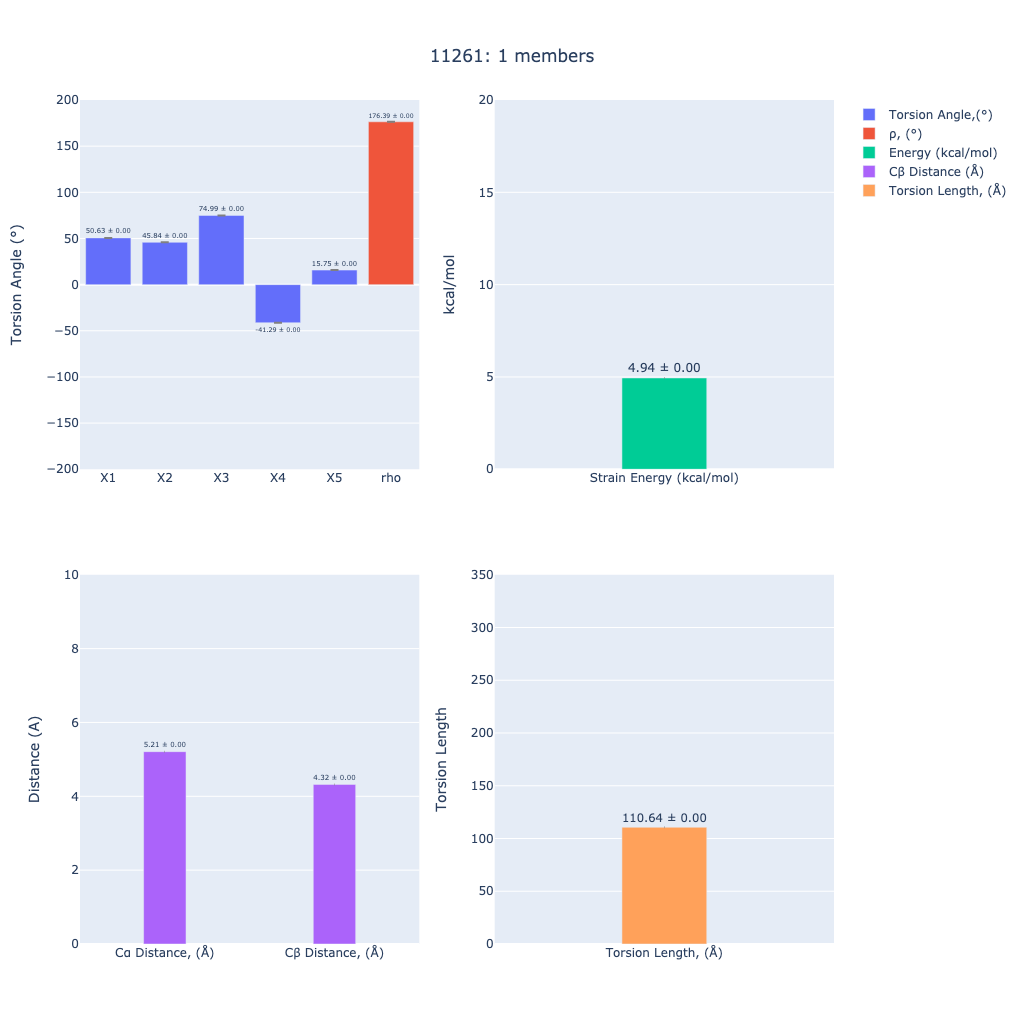 11261: 1 members
Torsion Angle (°)
200
150
100
50
0
−50
−100
−150
−200
50.63 ± 0.00
45.84 ± 0.00
74.99 ± 0.00
-41.29 ± 0.00
15.75 ± 0.00
176.39 ± 0.00
X1 X2 X3 X4 X5 rho
kcal/mol
20
15
10
5
0
4.94 ± 0.00
Strain Energy (kcal/mol)
Torsion Angle,(°)
ρ, (°)
Energy (kcal/mol)
Cβ Distance (Å)
Torsion Length, (Å)
Distance (A)
10
8
6
4
2
0
5.21 ± 0.00
4.32 ± 0.00
Cα Distance, (Å) Cβ Distance, (Å)
Torsion Length
350
300
250
200
150
100
50
0
110.64 ± 0.00
Torsion Length, (Å)